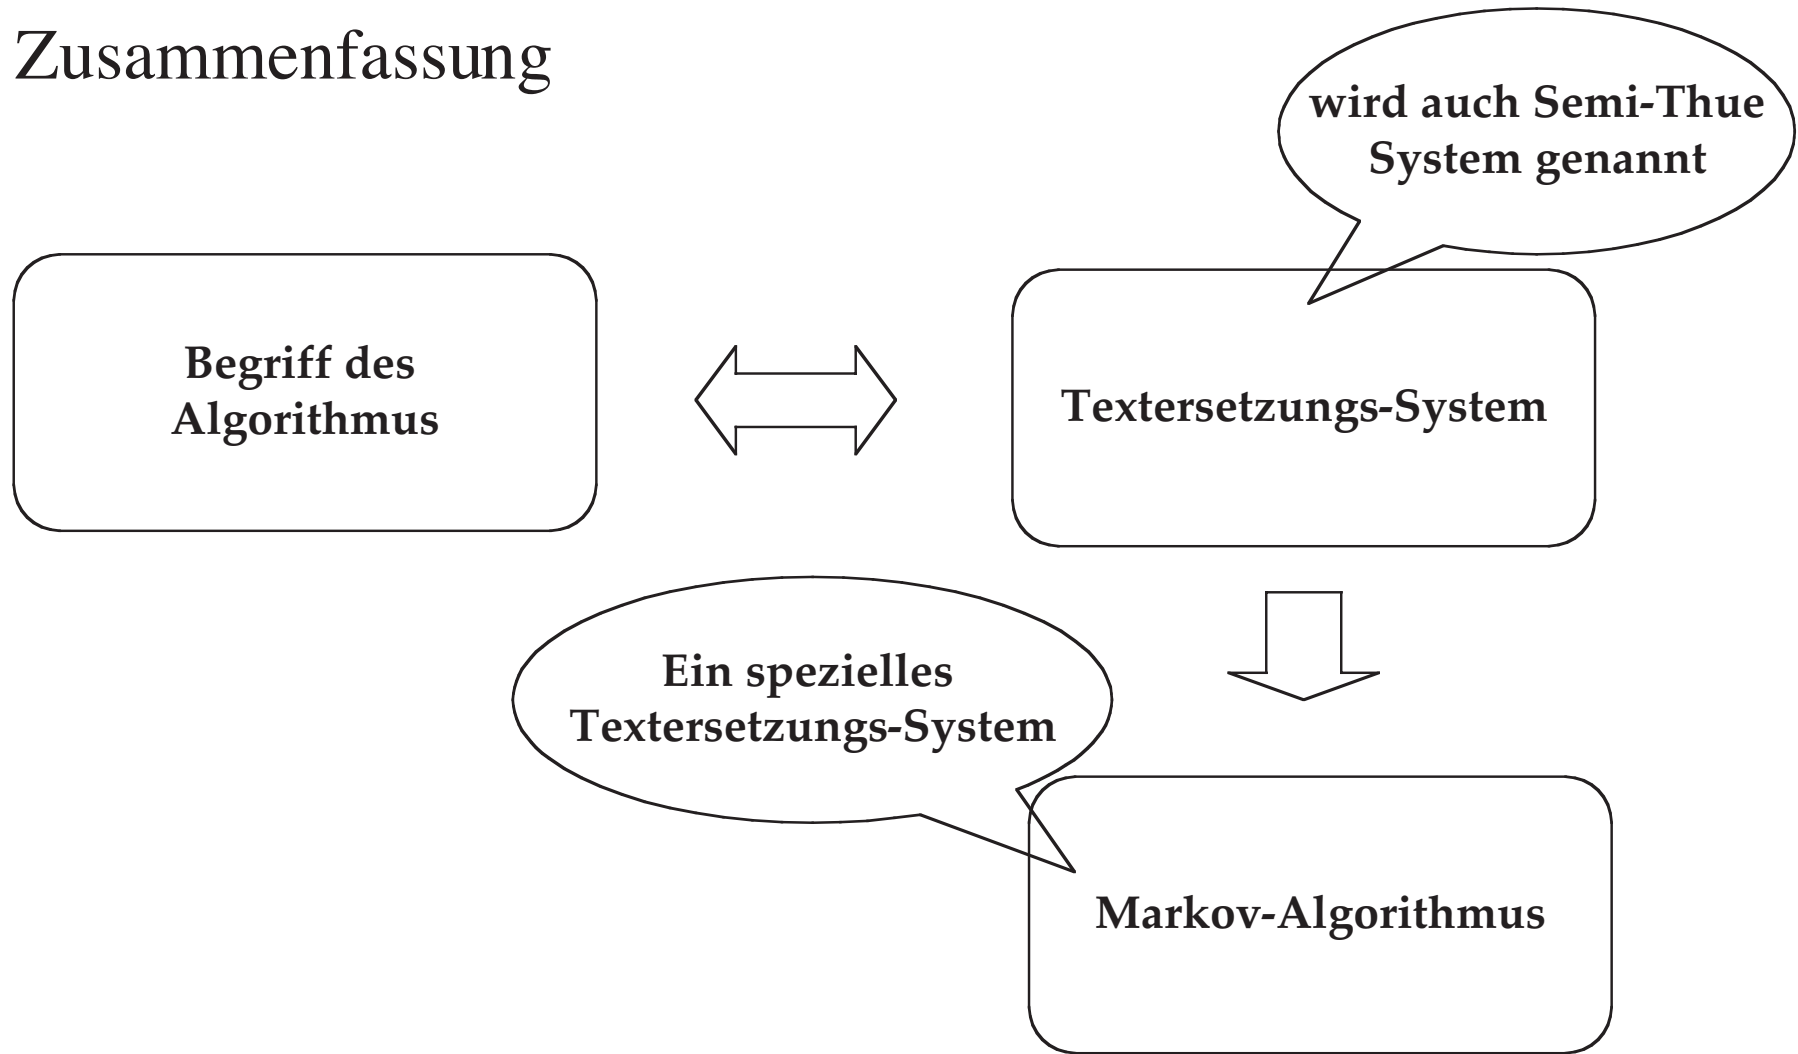 Zusammenfassung
wird auch Semi-Thue
System genannt
Begriff des
Algorithmus
Textersetzungs-System
Ein spezielles
Textersetzungs-System
Markov-Algorithmus